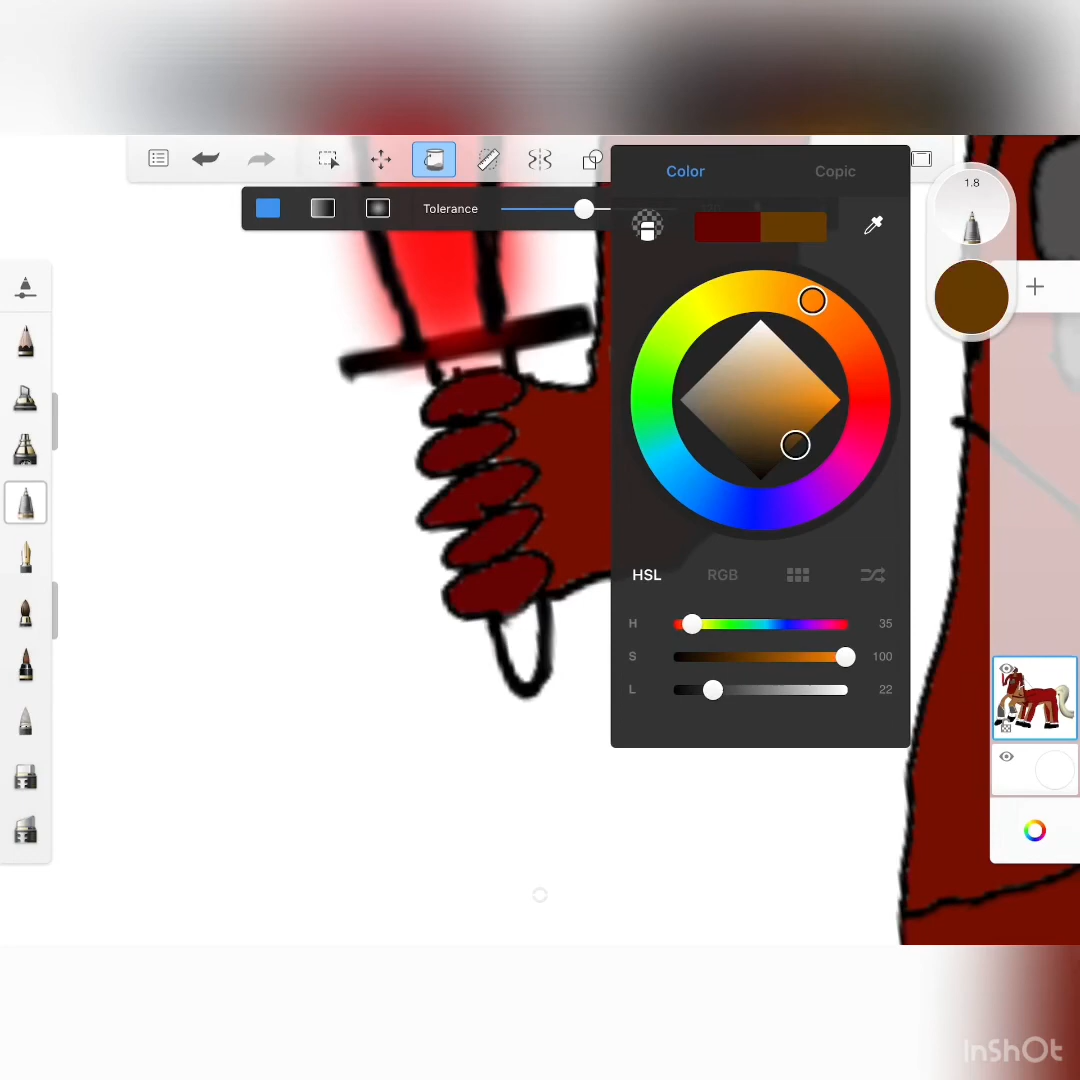 Color Copic
1.8
Tolerance
HSL RGB
H 35
S 100
L 22
InShOt